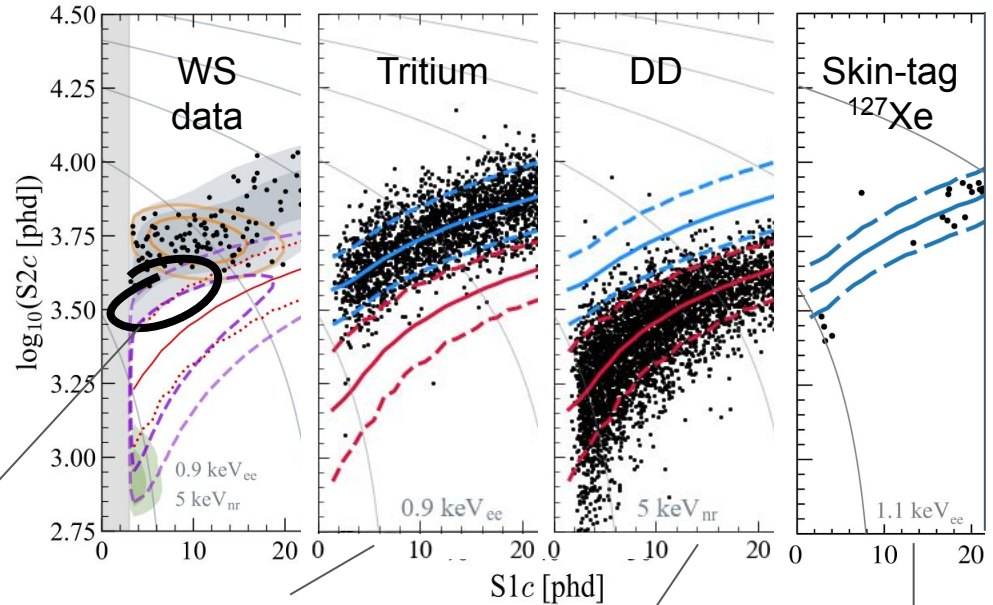 4.50
4.25
4.00
3.75
3.50
3.25
3.00
2.75
log₁₀(S2c [phd])
WS
data
0.9 keVee
5 keVnr
0 10 20
Tritium
0.9 keVee
0 10 20
DD
5 keVnr
0 10 20
Skin-tag
¹²⁷Xe
1.1 keVee
0 10 20
S1c [phd]